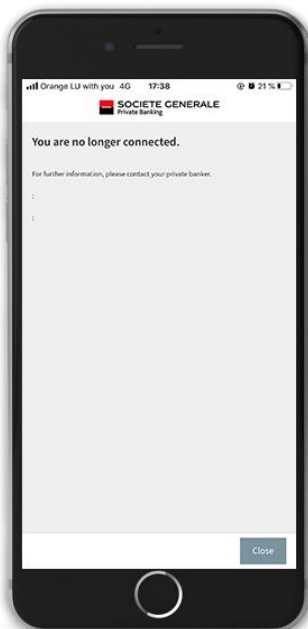 Orange LU with you 4G 17:38 21 %
SOCIETE GENERALE
Private Banking
You are no longer connected.
For further information, please contact your private banker.
:
:
Close